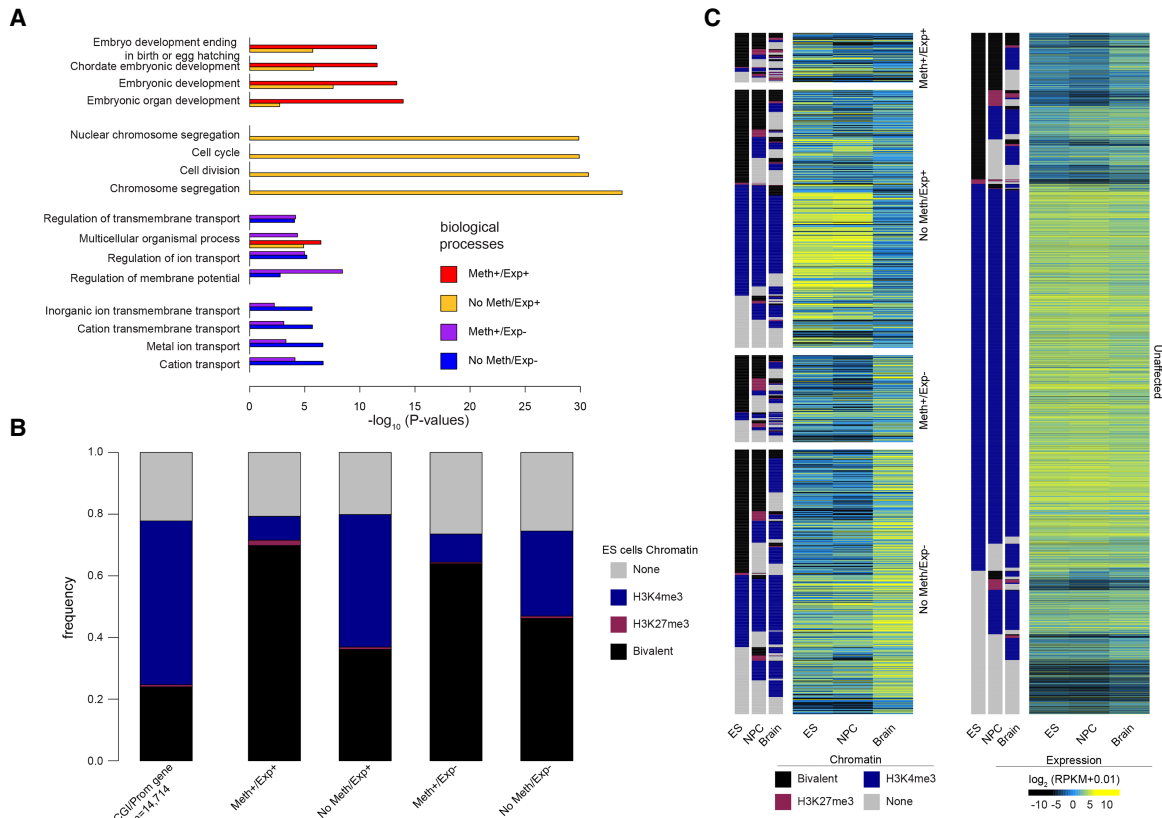 A
Embryo development ending
in birth or egg hatching
Chordate embryonic development
Embryonic development
Embryonic organ development
Nuclear chromosome segregation
Cell cycle
Cell division
Chromosome segregation
Regulation of transmembrane transport
Multicellular organismal process
Regulation of ion transport
Regulation of membrane potential
Inorganic ion transmembrane transport
Cation transmembrane transport
Metal ion transport
Cation transport
biological
processes
Meth+/Exp+
No Meth/Exp+
Meth+/Exp-
No Meth/Exp-
0 5 10 15 20 25 30
-log10 (P-values)
B
frequency
1.0
0.8
0.6
0.4
0.2
0.0
CGI/Prom gene
n=14,714
Meth+/Exp+
No Meth/Exp+
Meth+/Exp-
No Meth/Exp-
ES cells Chromatin
None
H3K4me3
H3K27me3
Bivalent
C
Meth+/Exp+
No Meth/Exp+
Meth+/Exp-
No Meth/Exp-
Unaffected
ES NPC Brain ES NPC Brain ES NPC Brain ES NPC Brain
Chromatin
Bivalent H3K4me3
H3K27me3 None
Expression
log2 (RPKM+0.01)
-10 -5 0 5 10